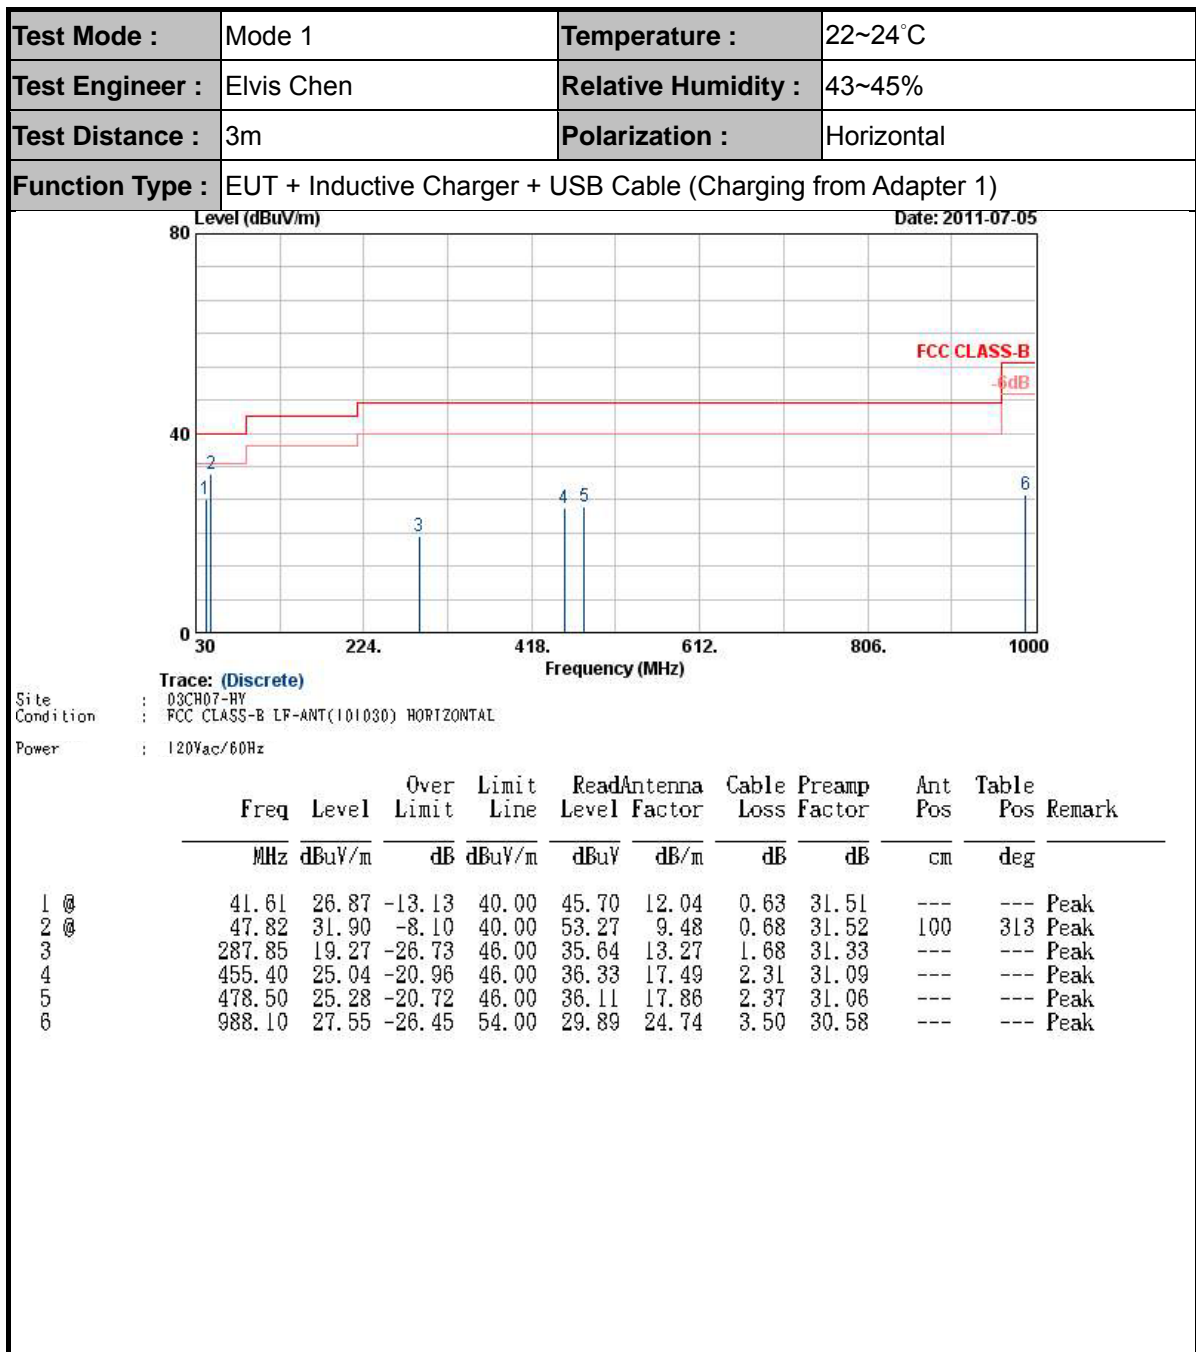 Test Mode : Mode 1 Temperature : 22~24°C
Test Engineer : Elvis Chen Relative Humidity : 43~45%
Test Distance : 3m Polarization : Horizontal
Function Type : EUT + Inductive Charger + USB Cable (Charging from Adapter 1)
Level (dBuV/m) Date: 2011-07-05
80
FCC CLASS-B
-6dB
40
2
1
6
4 5
3
0
30 224. 418. 612. 806. 1000
Frequency (MHz)
Trace: (Discrete)
Site : 03CH07-HY
Condition : FCC CLASS-B LF-ANT(101030) HORIZONTAL
Power : 120Vac/60Hz
Over Limit ReadAntenna Cable Preamp Ant Table
Freq Level Limit Line Level Factor Loss Factor Pos Pos Remark
MHz dBuV/m dB dBuV/m dBuV dB/m dB dB cm deg
1 @ 41.61 26.87 -13.13 40.00 45.70 12.04 0.63 31.51 --- --- Peak
2 @ 47.82 31.90 -8.10 40.00 53.27 9.48 0.68 31.52 100 313 Peak
3 287.85 19.27 -26.73 46.00 35.64 13.27 1.68 31.33 --- --- Peak
4 455.40 25.04 -20.96 46.00 36.33 17.49 2.31 31.09 --- --- Peak
5 478.50 25.28 -20.72 46.00 36.11 17.86 2.37 31.06 --- --- Peak
6 988.10 27.55 -26.45 54.00 29.89 24.74 3.50 30.58 --- --- Peak